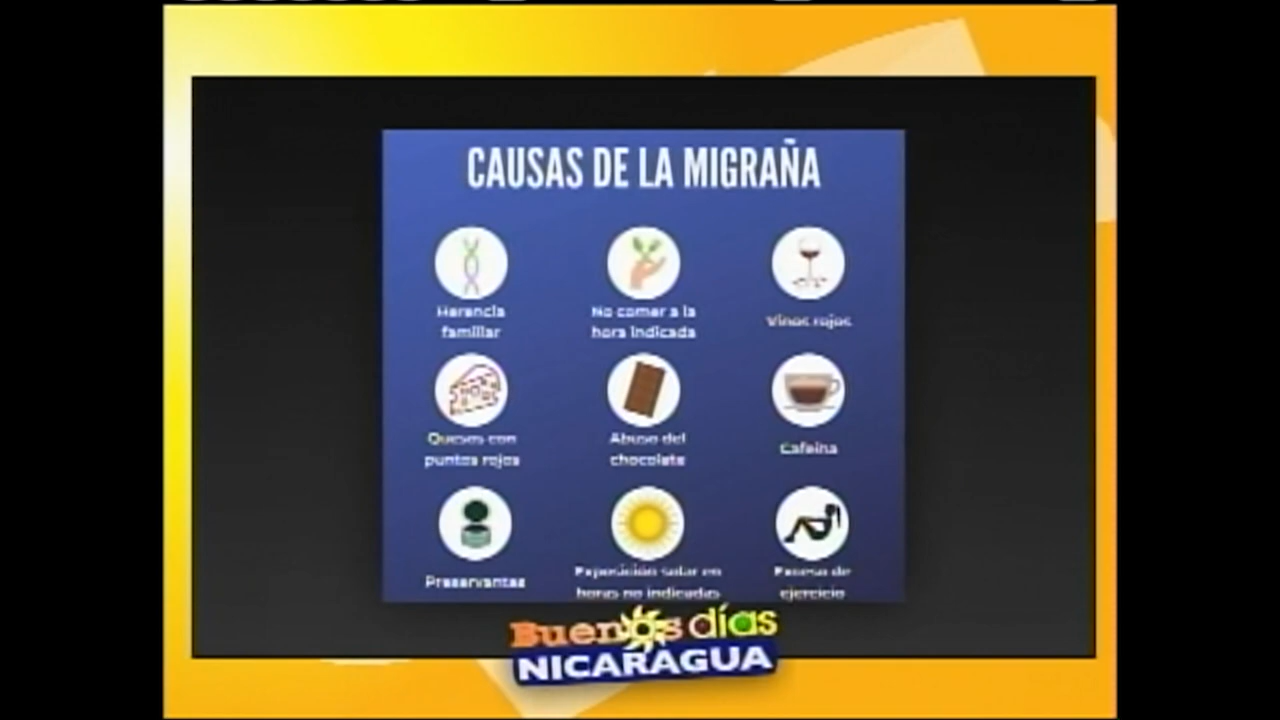 CAUSAS DE LA MIGRAÑA
Herencia
familiar
No comer a la
hora indicada
Vinos rojos
Quesos con
puntos rojos
Abuso del
chocolate
Cafeína
Preservantes
Exposición solar en
horas no indicadas
Exceso de
ejercicio
Buenos días
NICARAGUA